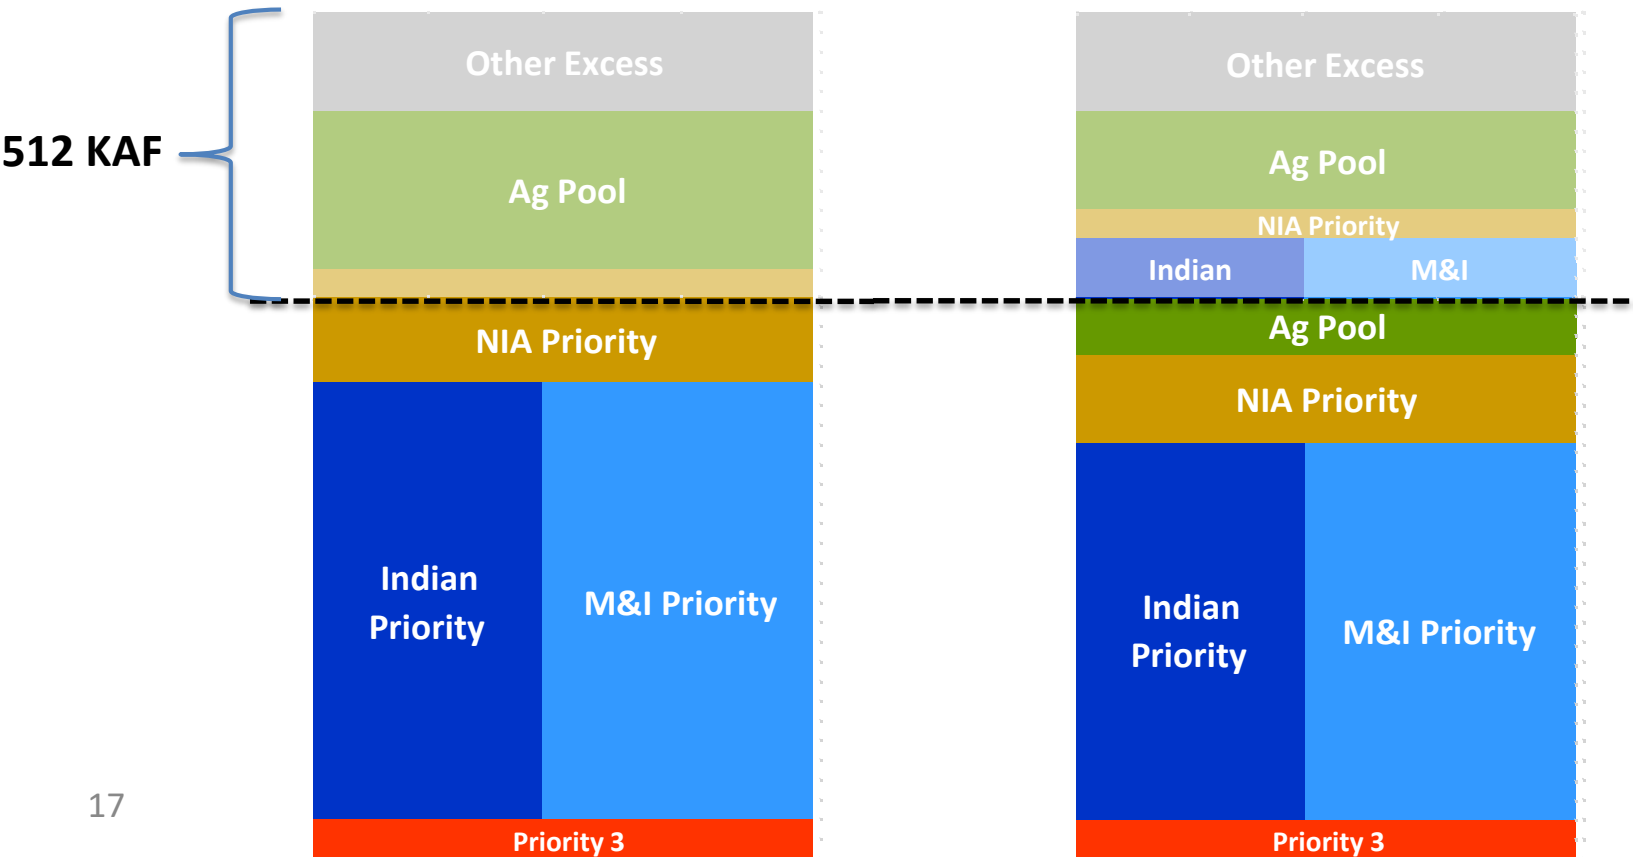 512 KAF
Other Excess
Ag Pool
NIA Priority
Indian
Priority
M&I Priority
Priority 3
Other Excess
Ag Pool
NIA Priority
Indian
M&I
Ag Pool
NIA Priority
Indian
Priority
M&I Priority
Priority 3
17